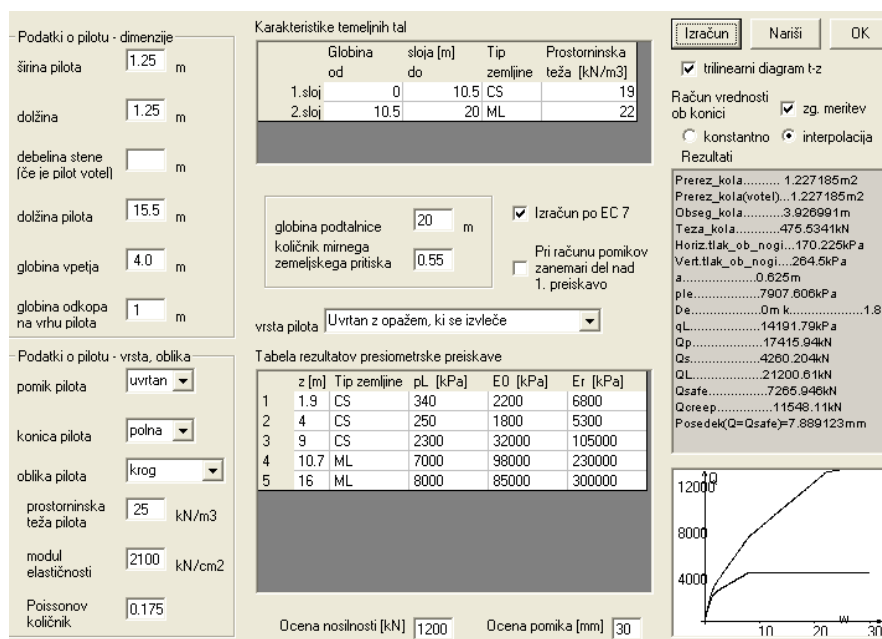 Podatki o pilotu - dimenzije
širina pilota 1.25 m
dolžina 1.25 m
debelina stene
(če je pilot votel) m
dolžina pilota 15.5 m
globina vpetja 4.0 m
globina odkopa
na vrhu pilota 1 m
Podatki o pilotu - vrsta, oblika
pomik pilota uvrtan
konica pilota polna
oblika pilota krog
prostorninska
teža pilota 25 kN/m3
modul
elastičnosti 2100 kN/cm2
Poissonov
količnik 0.175
Karakteristike temeljnih tal
Globina sloja [m] Tip Prostorninska
od do zemljine teža [kN/m3]
1.sloj 0 10.5 CS 19
2.sloj 10.5 20 ML 22
globina podtalnice 20 m
količnik mirnega
zemeljskega pritiska 0.55
Izračun po EC 7
Pri računu pomikov
zanemari del nad
1. preiskavo
vrsta pilota Uvrtan z opažem, ki se izvleče
Tabela rezultatov presiometrske preiskave
z [m] Tip zemljine pL [kPa] E0 [kPa] Er [kPa]
1 1.9 CS 340 2200 6800
2 4 CS 250 1800 5300
3 9 CS 2300 32000 105000
4 10.7 ML 7000 98000 230000
5 16 ML 8000 85000 300000
Ocena nosilnosti [kN] 1200 Ocena pomika [mm] 30
Izračun Nariši OK
trilinearni diagram t-z
Račun vrednosti
ob konici zg. meritev
konstantno interpolacija
Rezultati
Prerez_kola.......... 1.227185m2
Prerez_kola(votel)...1.227185m2
Obseg_kola..............3.926991m
Teza_kola...............475.5341kN
Horiz.tlak_ob_nogi...170.225kPa
Vert.tlak_ob_nogi....264.5kPa
a.................0.625m
ple.................7907.606kPa
De...................0m k.................1.8
qL...................14191.79kPa
Qp..................17415.94kN
Qs..................4260.204kN
QL..................21200.61kN
Qsafe..............7265.946kN
Qcreep.............11548.11kN
Posedek(Q=Qsafe)=7.889123mm
Q
12000
8000
4000
10 20 w 30